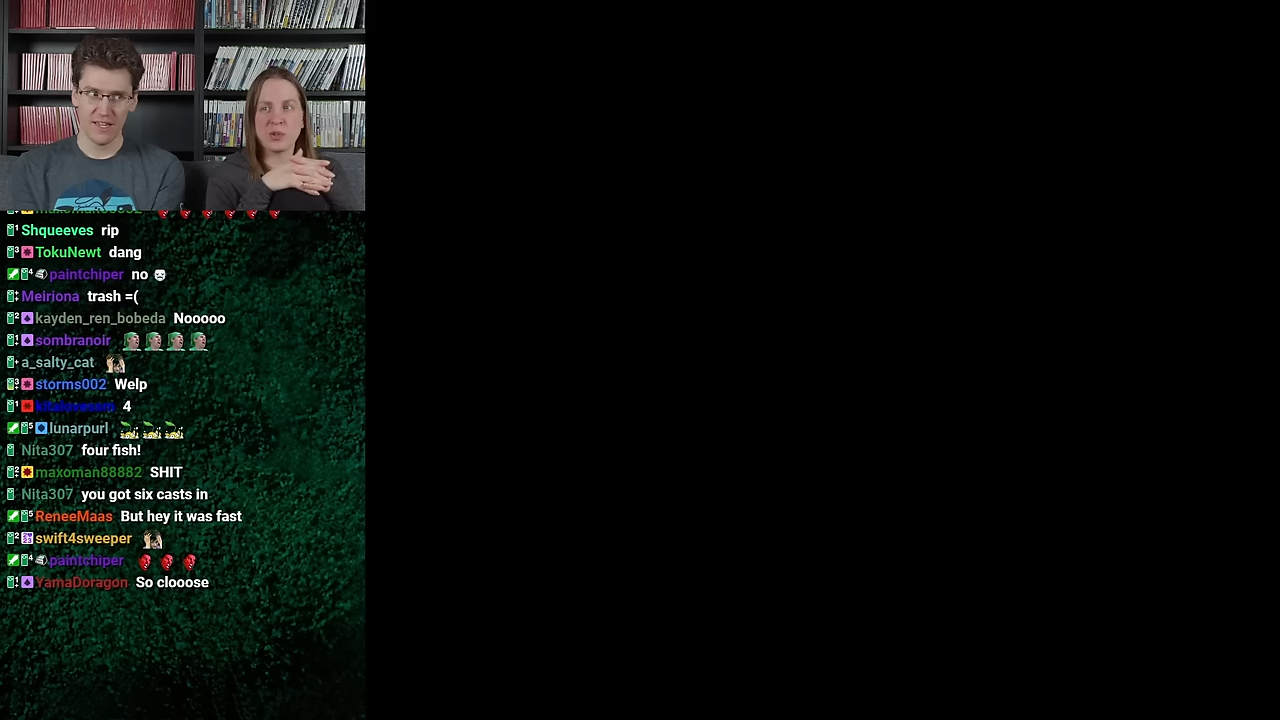 Shqueeves rip
TokuNewt dang
paintchiper no
Meiriona trash =(
kayden_ren_bobeda Nooooo
sombranoir
a_salty_cat
storms002 Welp
4
lunarpurl
Nita307 four fish!
maxoman88882 SHIT
Nita307 you got six casts in
ReneeMaas But hey it was fast
swift4sweeper
paintchiper
YamaDoragon So clooose